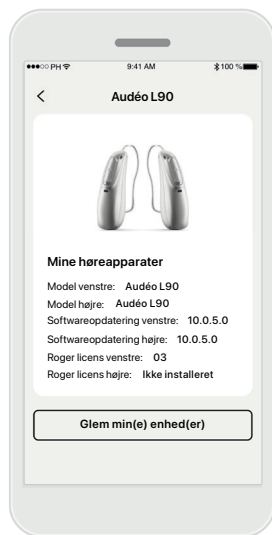 PH 9:41 AM 100 %
Audéo L90
Mine høreapparater
Model venstre: Audéo L90
Model højre: Audéo L90
Softwareopdatering venstre: 10.0.5.0
Softwareopdatering højre: 10.0.5.0
Roger licens venstre: 03
Roger licens højre: Ikke installeret
Glem min(e) enhed(er)